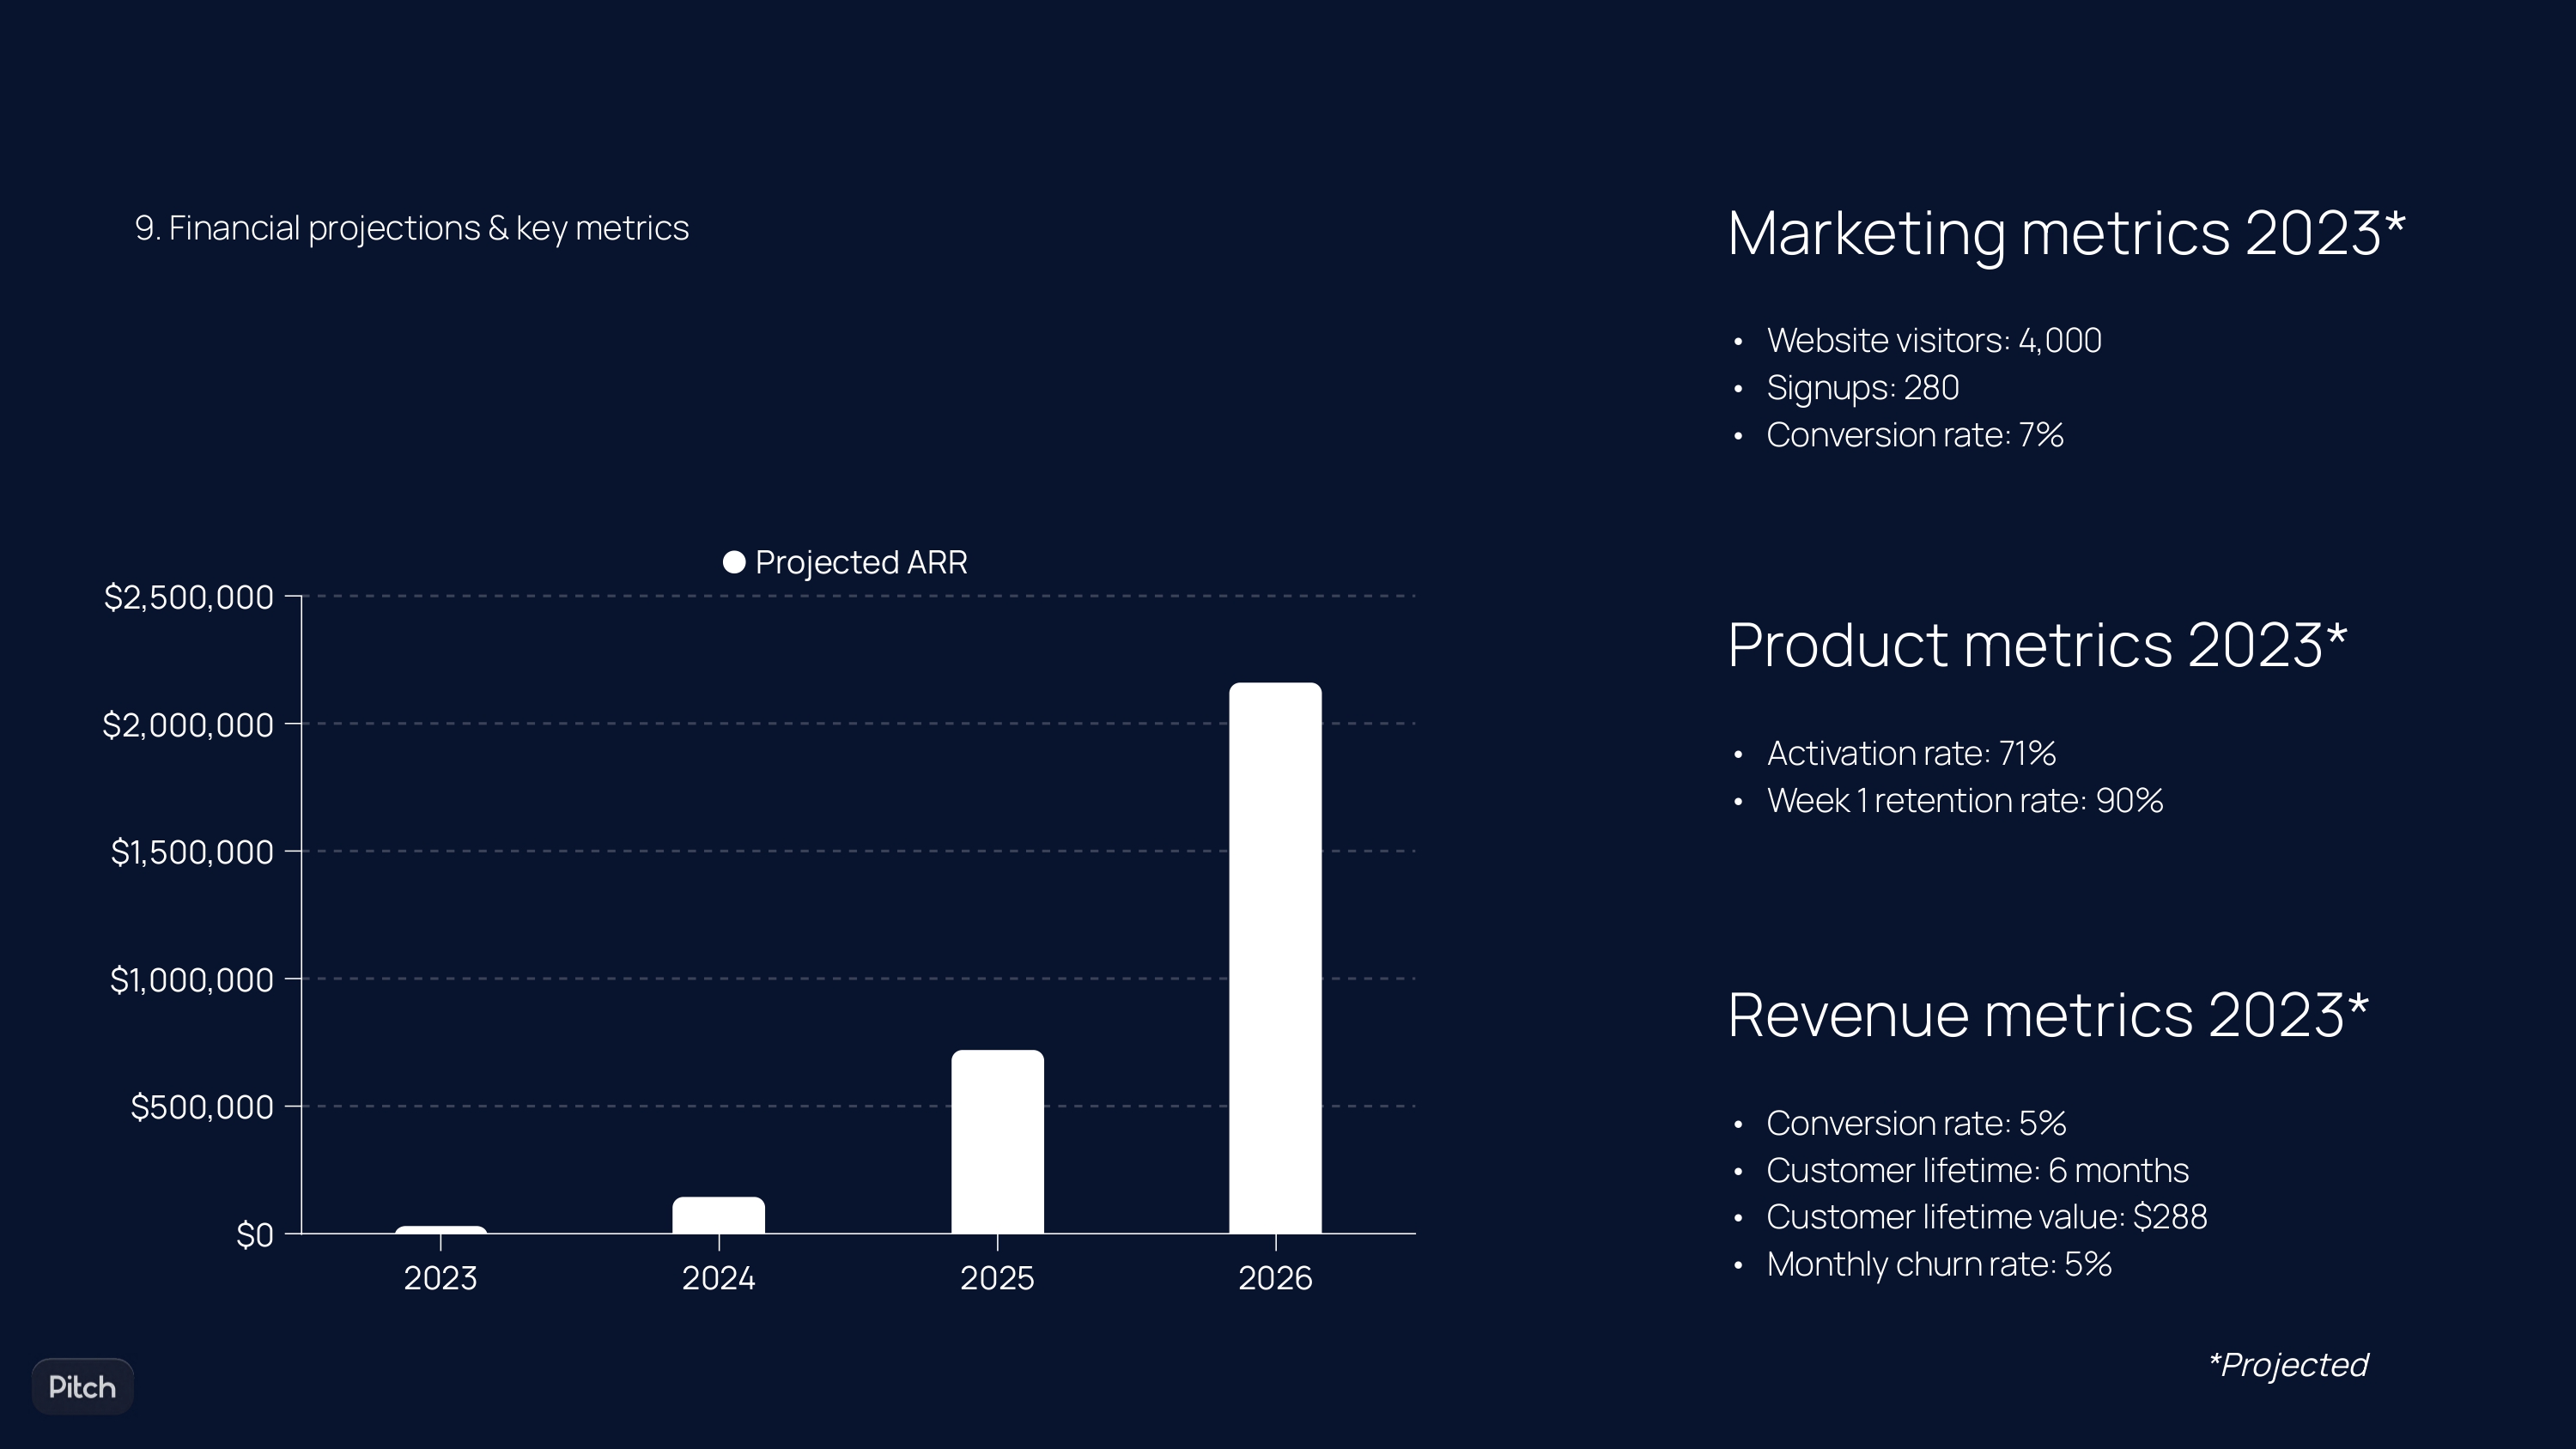 9. Financial projections & key metrics
Projected ARR
$2,500,000
$2,000,000
$1,500,000
$1,000,000
$500,000
$0
2023
2024
2025
2026
Marketing metrics 2023*
• Website visitors: 4,000
• Signups: 280
• Conversion rate: 7%
Product metrics 2023*
• Activation rate: 71%
• Week 1 retention rate: 90%
Revenue metrics 2023*
• Conversion rate: 5%
• Customer lifetime: 6 months
• Customer lifetime value: $288
• Monthly churn rate: 5%
*Projected
Pitch